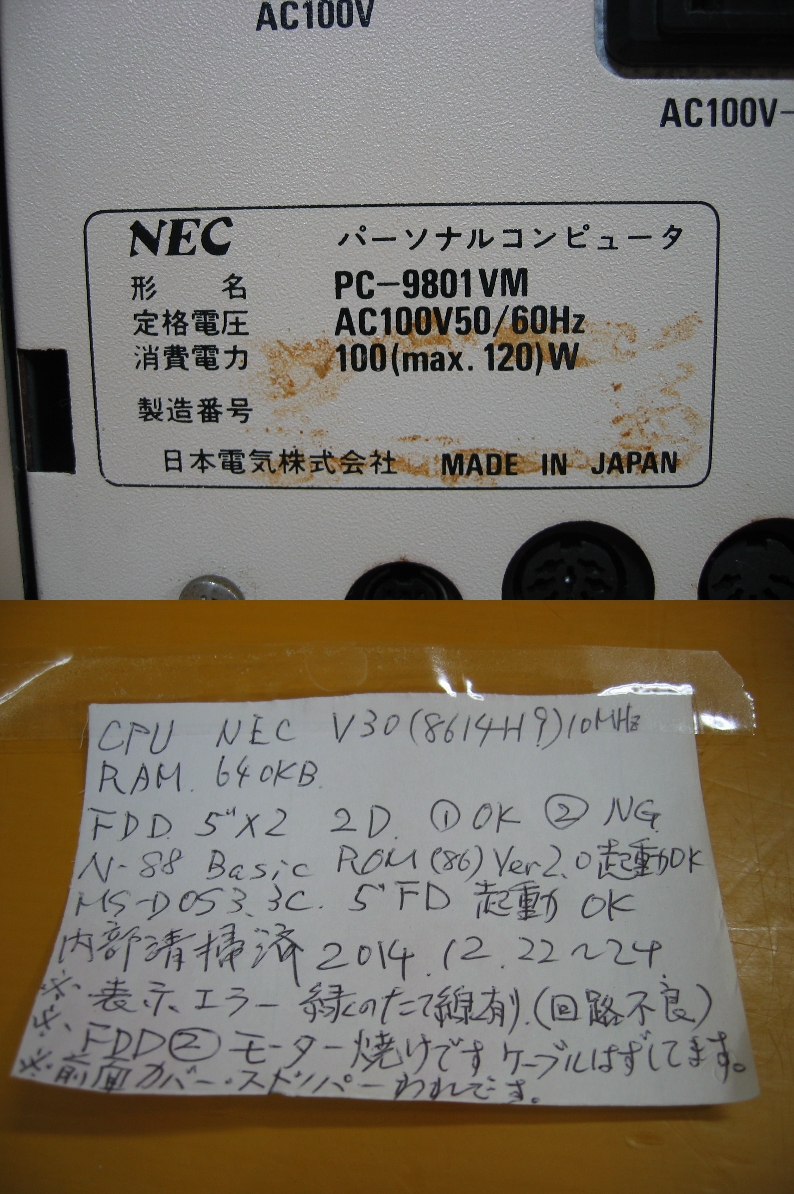 AC100V
AC100V-
NEC パーソナルコンピュータ
形名 PC-9801VM
定格電圧 AC100V50/60Hz
消費電力 100(max. 120)W
製造番号
日本電気株式会社 MADE IN JAPAN
CPU NEC V30(8614H9)10MHz
RAM. 640KB.
FDD. 5"X2 2D. ① OK ② NG
N-88 Basic ROM(86)Ver2.0起動OK
MS-DOS3.3C. 5"FD 起動 OK
内部清掃済 2014.12.22~24
※ 表示エラー 緑のたて線有り.(回路不良)
※ FDD② モーター焼けです ケーブルはずしてます。
※前面カバー・ストッパーわれです。